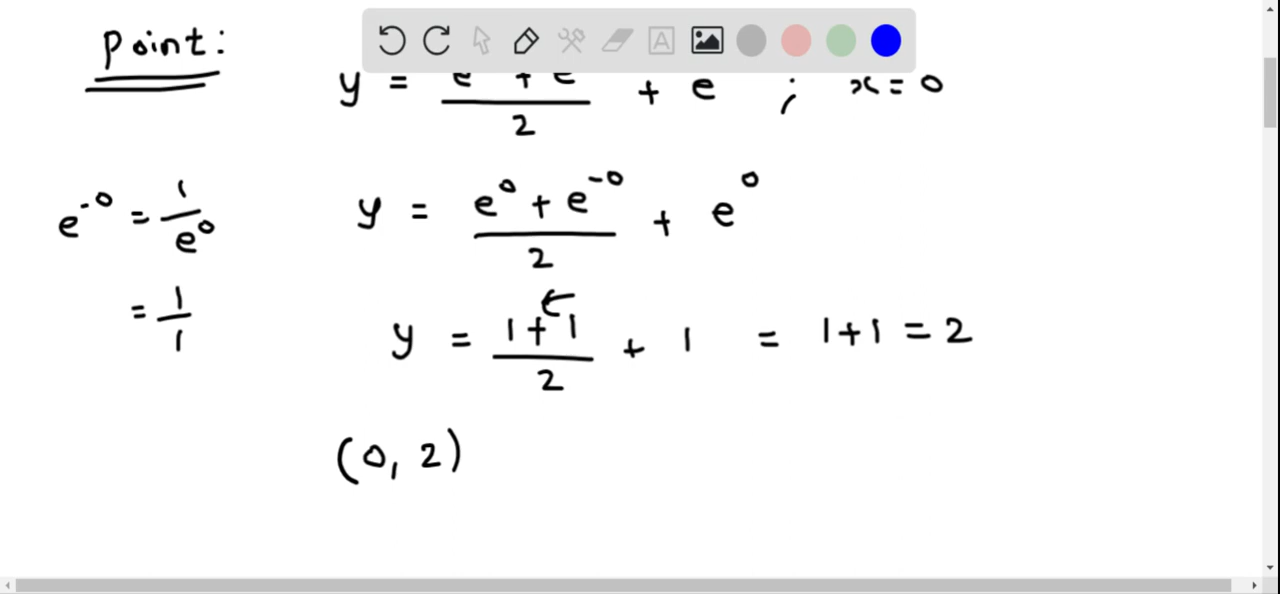 Point:
y = e + e / 2 + e ; x = 0
e^-0 = 1 / e^0
y = e^0 + e^-0 / 2 + e^0
= 1 / 1
y = 1 + 1 / 2 + 1 = 1 + 1 = 2
(0, 2)